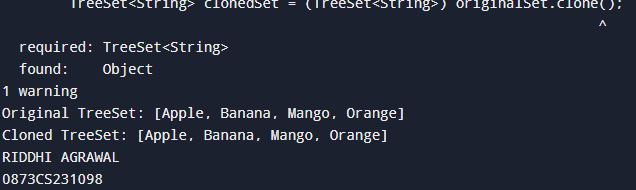 TreeSet<String> clonedSet = (TreeSet<String>) originalSet.clone();
^
required: TreeSet<String>
found:    Object
1 warning
Original TreeSet: [Apple, Banana, Mango, Orange]
Cloned TreeSet: [Apple, Banana, Mango, Orange]
RIDDHI AGRAWAL
0873CS231098